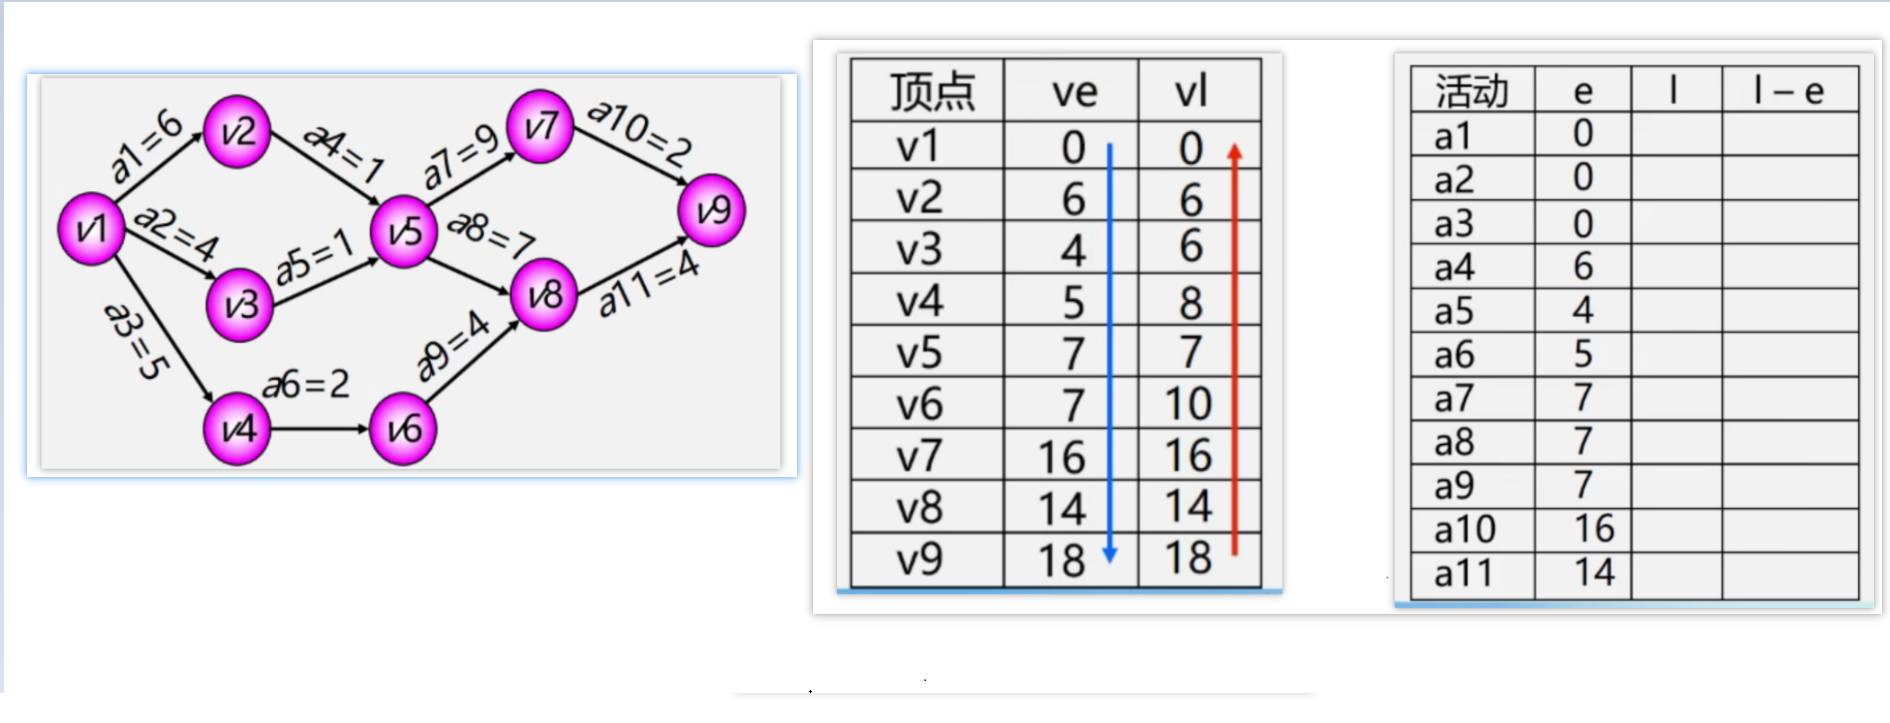 a1=6
v2
a4=1
a7=9
v7
a10=2
v1
a2=4
v5
a8=7
v9
a5=1
v3
v8
a11=4
a3=5
a9=4
a6=2
v4
v6
顶点 ve vl
v1 0 0
v2 6 6
v3 4 6
v4 5 8
v5 7 7
v6 7 10
v7 16 16
v8 14 14
v9 18 18
活动 e l l – e
a1 0
a2 0
a3 0
a4 6
a5 4
a6 5
a7 7
a8 7
a9 7
a10 16
a11 14